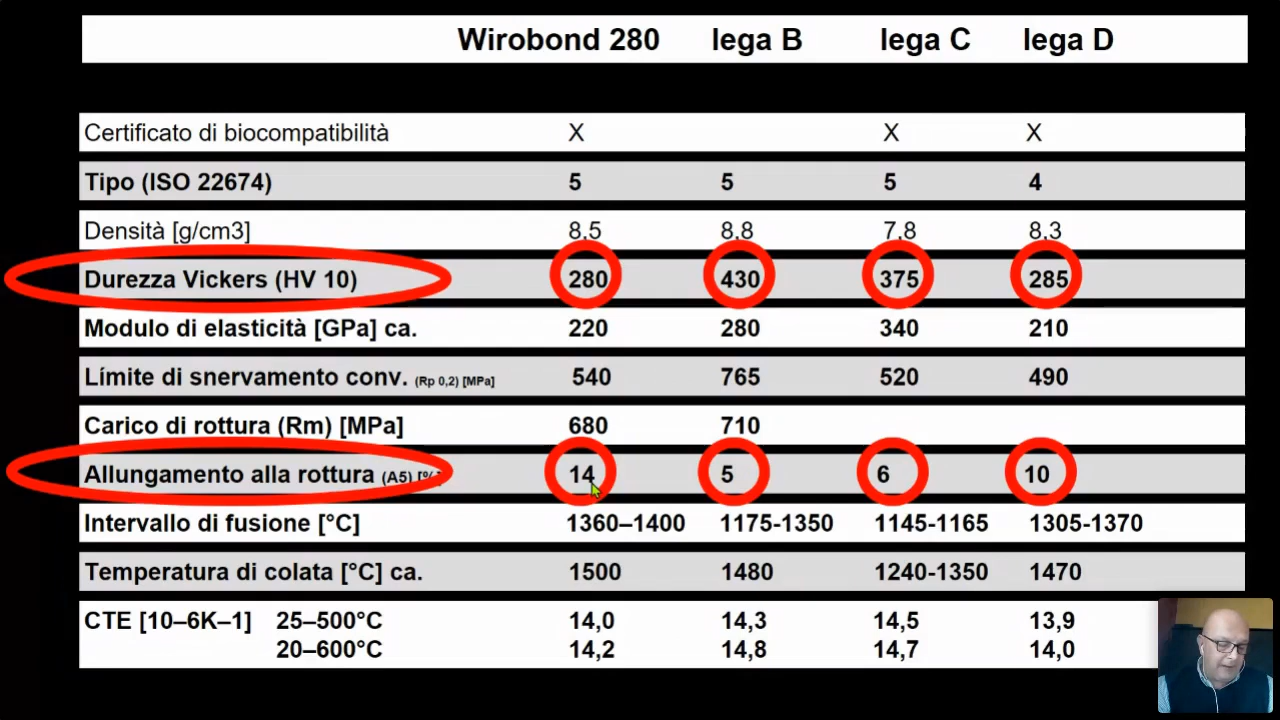 Wirobond 280 lega B lega C lega D
Certificato di biocompatibilità X X X
Tipo (ISO 22674) 5 5 5 4
Densità [g/cm3] 8.5 8.8 7.8 8.3
Durezza Vickers (HV 10) 280 430 375 285
Modulo di elasticità [GPa] ca. 220 280 340 210
Límite di snervamento conv. (Rp 0,2) [MPa] 540 765 520 490
Carico di rottura (Rm) [MPa] 680 710
Allungamento alla rottura (A5) [%] 14 5 6 10
Intervallo di fusione [°C] 1360–1400 1175-1350 1145-1165 1305-1370
Temperatura di colata [°C] ca. 1500 1480 1240-1350 1470
CTE [10–6K–1] 25–500°C 14,0 14,3 14,5 13,9
20–600°C 14,2 14,8 14,7 14,0